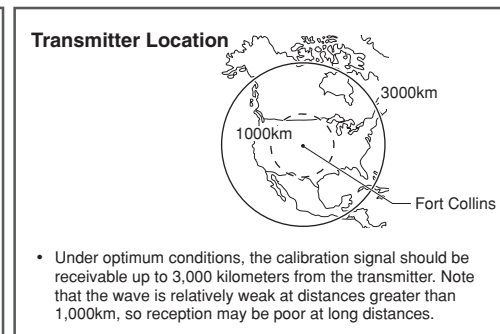 Transmitter Location
3000km
1000km
Fort Collins
• Under optimum conditions, the calibration signal should be
receivable up to 3,000 kilometers from the transmitter. Note
that the wave is relatively weak at distances greater than
1,000km, so reception may be poor at long distances.